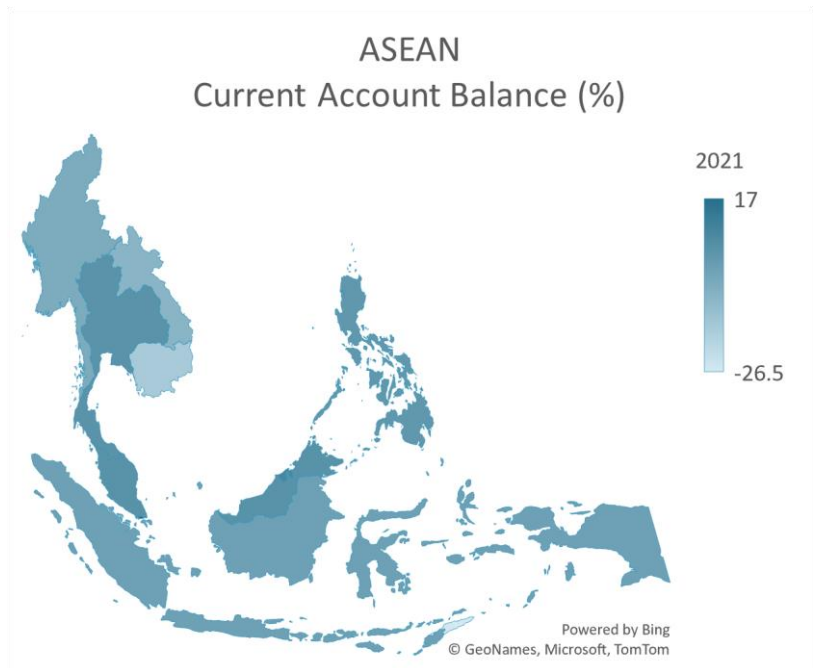 ASEAN
Current Account Balance (%)
2021
17
-26.5
Powered by Bing
© GeoNames, Microsoft, TomTom